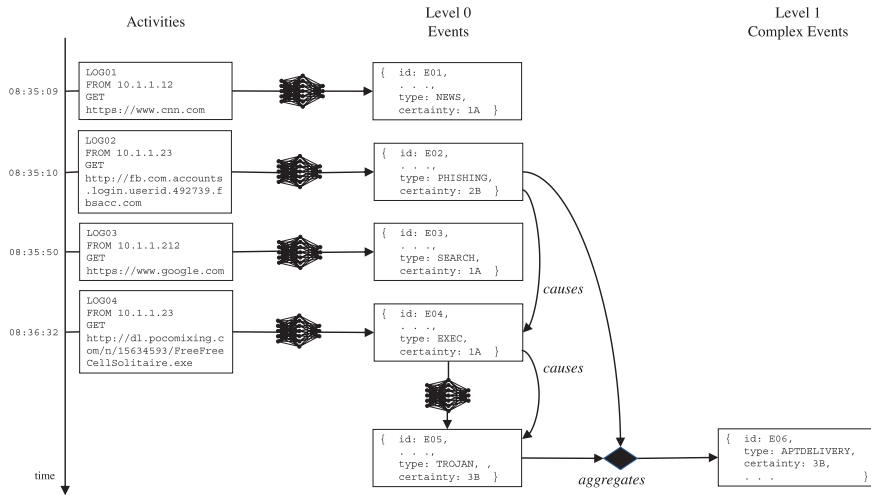 Activities
Level 0
Events
Level 1
Complex Events
08:35:09
LOG01
FROM 10.1.1.12
GET
https://www.cnn.com
{ id: E01,
. . .,
type: NEWS,
certainty: 1A }
08:35:10
LOG02
FROM 10.1.1.23
GET
http://fb.com.accounts
.login.userid.492739.f
bsacc.com
{ id: E02,
. . .,
type: PHISHING,
certainty: 2B }
08:35:50
LOG03
FROM 10.1.1.212
GET
https://www.google.com
{ id: E03,
. . .,
type: SEARCH,
certainty: 1A }
causes
08:36:32
LOG04
FROM 10.1.1.23
GET
http://dl.pocomixing.c
om/n/15634593/FreeFree
CellSolitaire.exe
{ id: E04,
. . .,
type: EXEC,
certainty: 1A }
causes
{ id: E05,
. . .,
type: TROJAN, ,
certainty: 3B }
aggregates
{ id: E06,
type: APTDELIVERY,
certainty: 3B,
. . . }
time